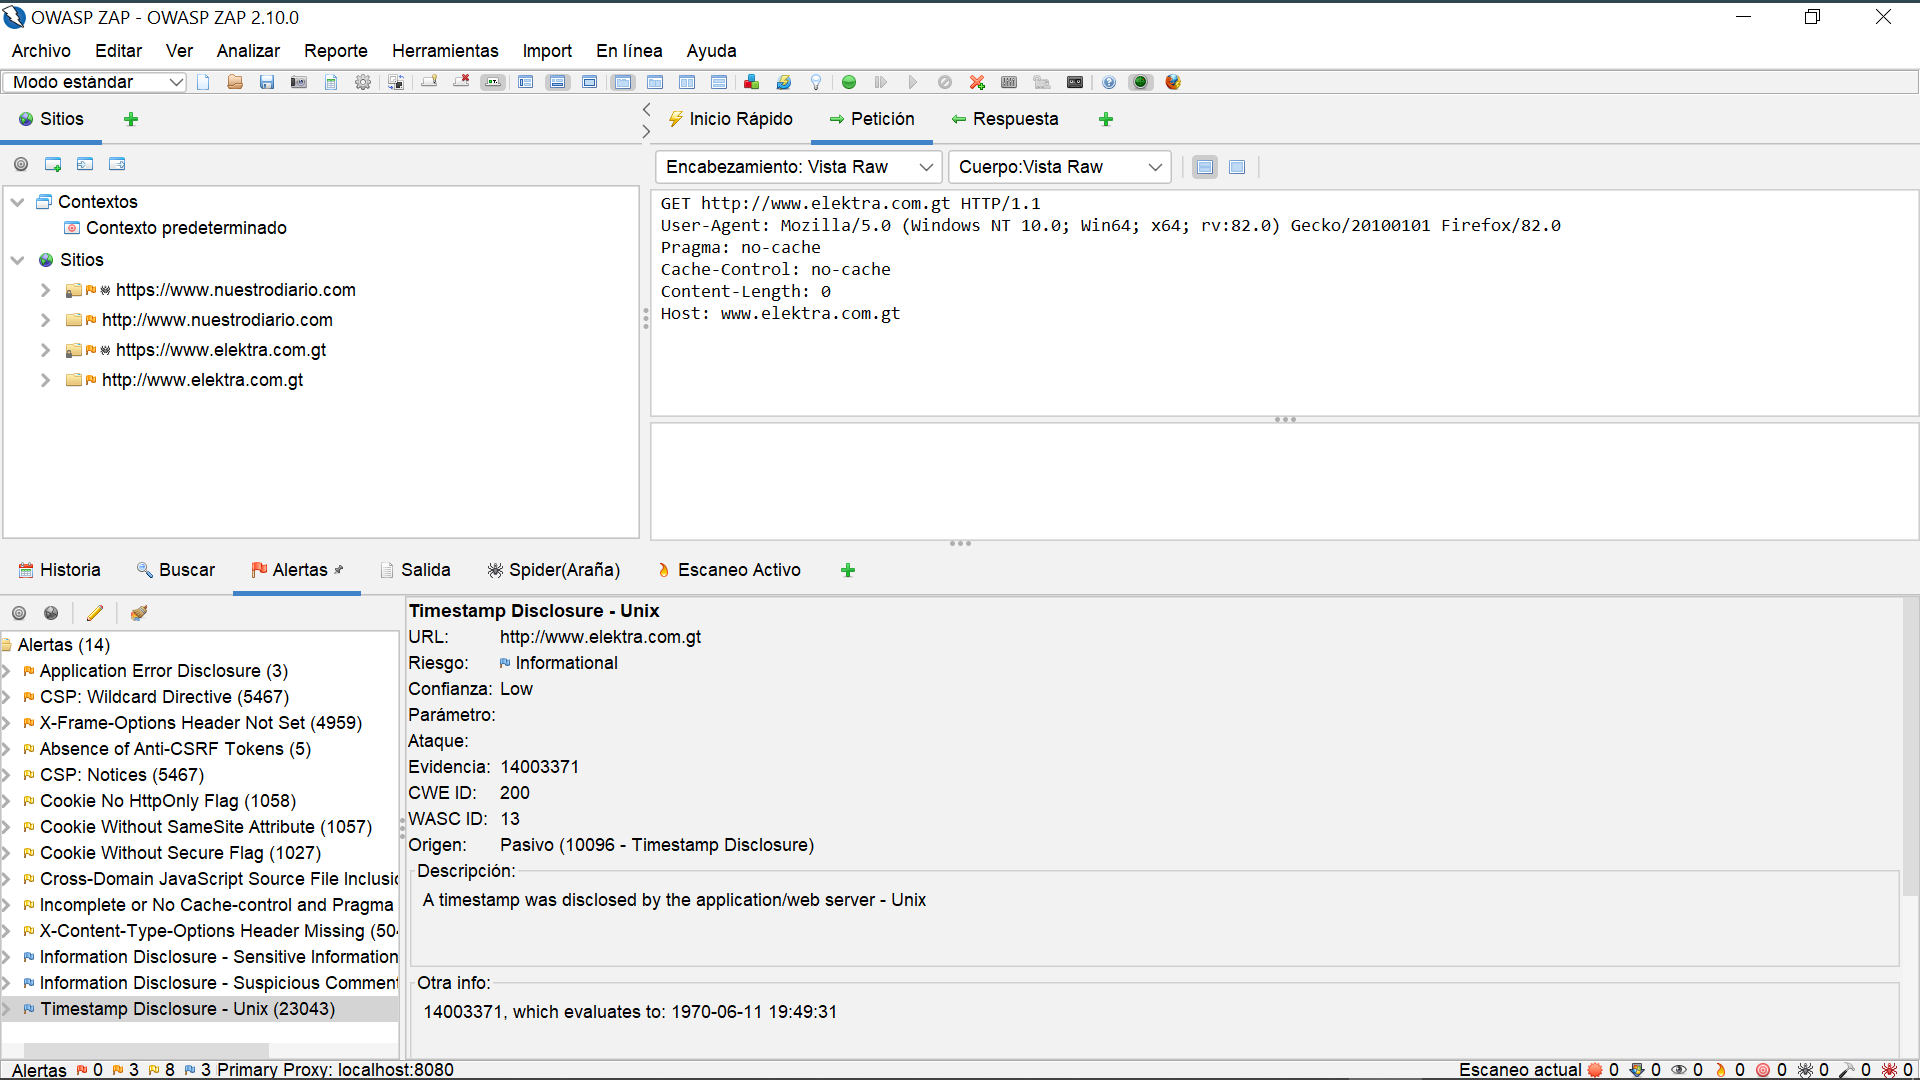 OWASP ZAP - OWASP ZAP 2.10.0
Archivo Editar Ver Analizar Reporte Herramientas Import En línea Ayuda
Modo estándar
Sitios
Inicio Rápido Petición Respuesta
Encabezamiento: Vista Raw Cuerpo:Vista Raw
Contextos
Contexto predeterminado
Sitios
https://www.nuestrodiario.com
http://www.nuestrodiario.com
https://www.elektra.com.gt
http://www.elektra.com.gt
GET http://www.elektra.com.gt HTTP/1.1
User-Agent: Mozilla/5.0 (Windows NT 10.0; Win64; x64; rv:82.0) Gecko/20100101 Firefox/82.0
Pragma: no-cache
Cache-Control: no-cache
Content-Length: 0
Host: www.elektra.com.gt
Historia Buscar Alertas Salida Spider(Araña) Escaneo Activo
Alertas (14)
Application Error Disclosure (3)
CSP: Wildcard Directive (5467)
X-Frame-Options Header Not Set (4959)
Absence of Anti-CSRF Tokens (5)
CSP: Notices (5467)
Cookie No HttpOnly Flag (1058)
Cookie Without SameSite Attribute (1057)
Cookie Without Secure Flag (1027)
Cross-Domain JavaScript Source File Inclusio
Incomplete or No Cache-control and Pragma
X-Content-Type-Options Header Missing (504
Information Disclosure - Sensitive Information
Information Disclosure - Suspicious Comment
Timestamp Disclosure - Unix (23043)
Timestamp Disclosure - Unix
URL: http://www.elektra.com.gt
Riesgo: Informational
Confianza: Low
Parámetro:
Ataque:
Evidencia: 14003371
CWE ID: 200
WASC ID: 13
Origen: Pasivo (10096 - Timestamp Disclosure)
Descripción:
A timestamp was disclosed by the application/web server - Unix
Otra info:
14003371, which evaluates to: 1970-06-11 19:49:31
Alertas 0 3 8 3 Primary Proxy: localhost:8080 Escaneo actual 0 0 0 0 0 0 0 0